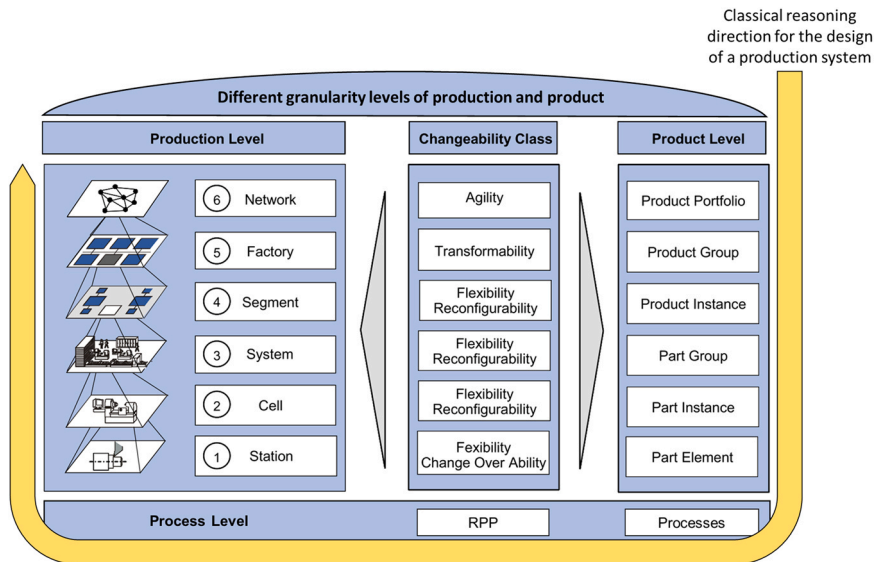 Classical reasoning
direction for the design
of a production system
Different granularity levels of production and product
Production Level
Changeability Class
Product Level
6 Network
Agility
Product Portfolio
5 Factory
Transformability
Product Group
4 Segment
Flexibility
Reconfigurability
Product Instance
3 System
Flexibility
Reconfigurability
Part Group
2 Cell
Flexibility
Reconfigurability
Part Instance
1 Station
Fexibility
Change Over Ability
Part Element
Process Level
RPP
Processes